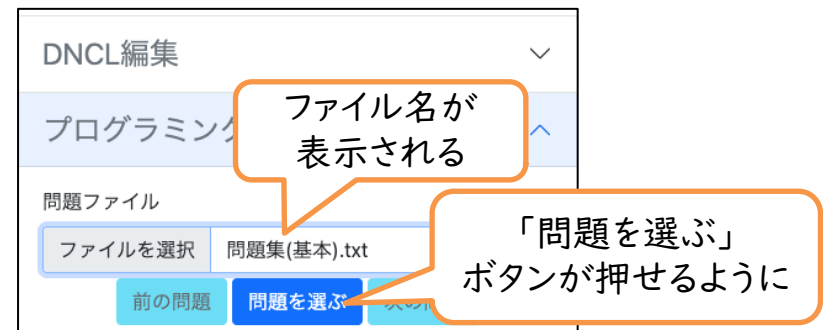 DNCL編集
プログラミング
ファイル名が
表示される
問題ファイル
ファイルを選択 問題集(基本).txt
「問題を選ぶ」
ボタンが押せるように
前の問題 問題を選ぶ